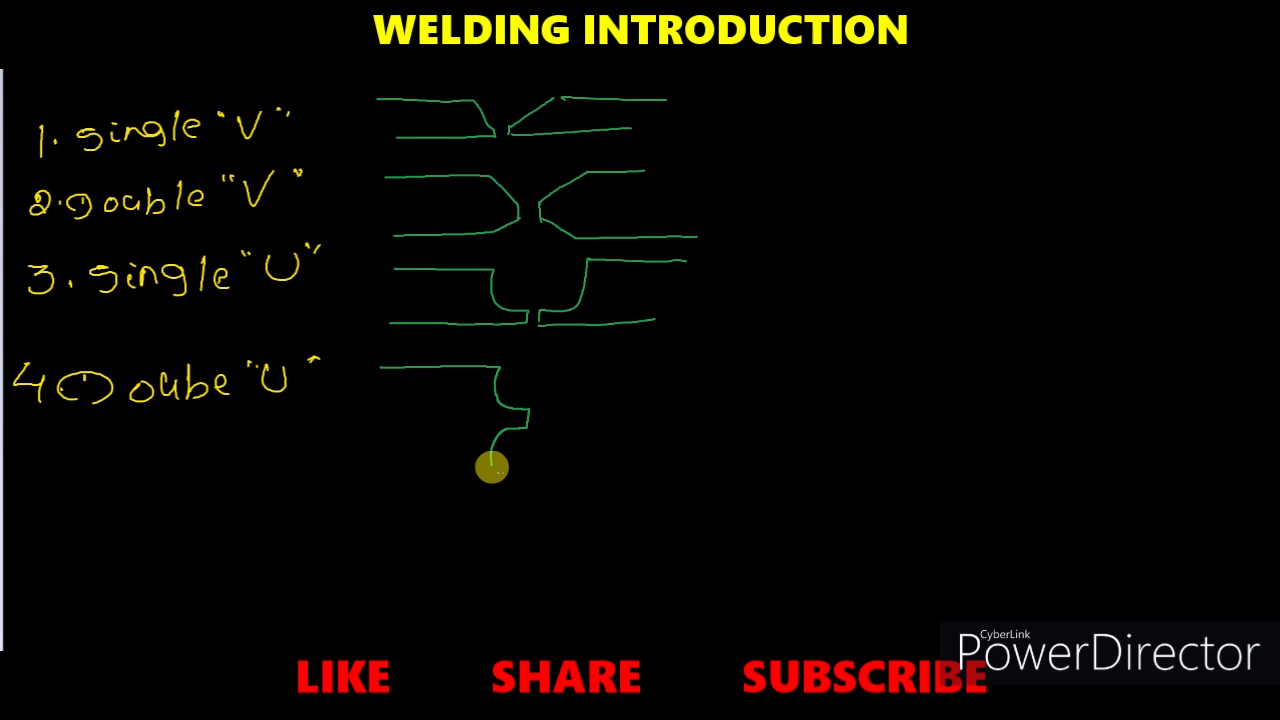 WELDING INTRODUCTION
1. single "V"
2. Double "V"
3. single "U"
4 Doube "U"
CyberLink
PowerDirector
LIKE SHARE SUBSCRIBE